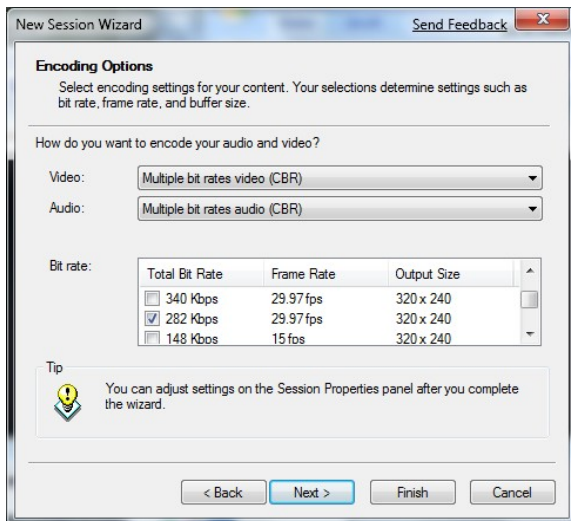 New Session Wizard Send Feedback
Encoding Options
Select encoding settings for your content. Your selections determine settings such as
bit rate, frame rate, and buffer size.
How do you want to encode your audio and video?
Video: Multiple bit rates video (CBR)
Audio: Multiple bit rates audio (CBR)
Bit rate:
Total Bit Rate Frame Rate Output Size
340 Kbps 29.97 fps 320 x 240
282 Kbps 29.97 fps 320 x 240
148 Kbps 15 fps 320 x 240
Tip
You can adjust settings on the Session Properties panel after you complete
the wizard.
< Back Next > Finish Cancel